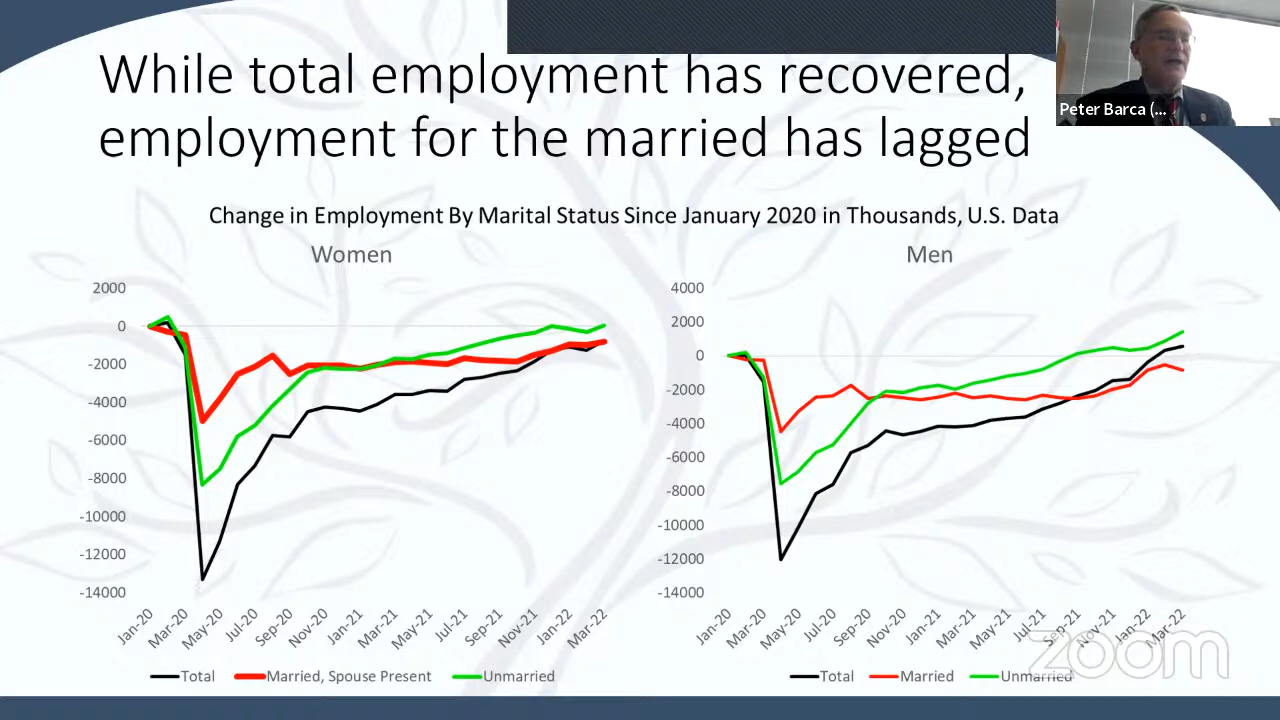 While total employment has recovered,
employment for the married has lagged
Peter Barca (...
Change in Employment By Marital Status Since January 2020 in Thousands, U.S. Data
Women
2000
0
-2000
-4000
-6000
-8000
-10000
-12000
-14000
Jan-20 Mar-20 May-20 Jul-20 Sep-20 Nov-20 Jan-21 Mar-21 May-21 Jul-21 Sep-21 Nov-21 Jan-22 Mar-22
Total Married, Spouse Present Unmarried
Men
4000
2000
0
-2000
-4000
-6000
-8000
-10000
-12000
-14000
Jan-20 Mar-20 May-20 Jul-20 Sep-20 Nov-20 Jan-21 Mar-21 May-21 Jul-21 Sep-21 Nov-21 Jan-22 Mar-22
Total Married Unmarried
zoom